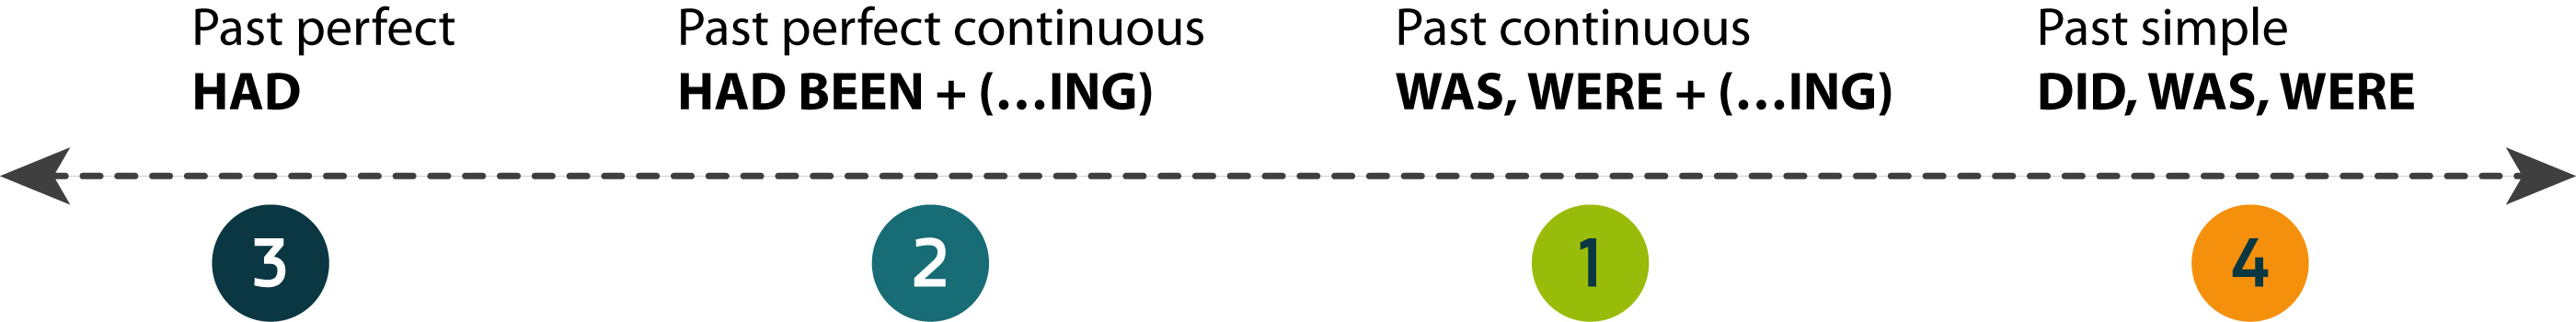 Past perfect
HAD
Past perfect continuous
HAD BEEN + (…ING)
Past continuous
WAS, WERE + (…ING)
Past simple
DID, WAS, WERE
3
2
1
4